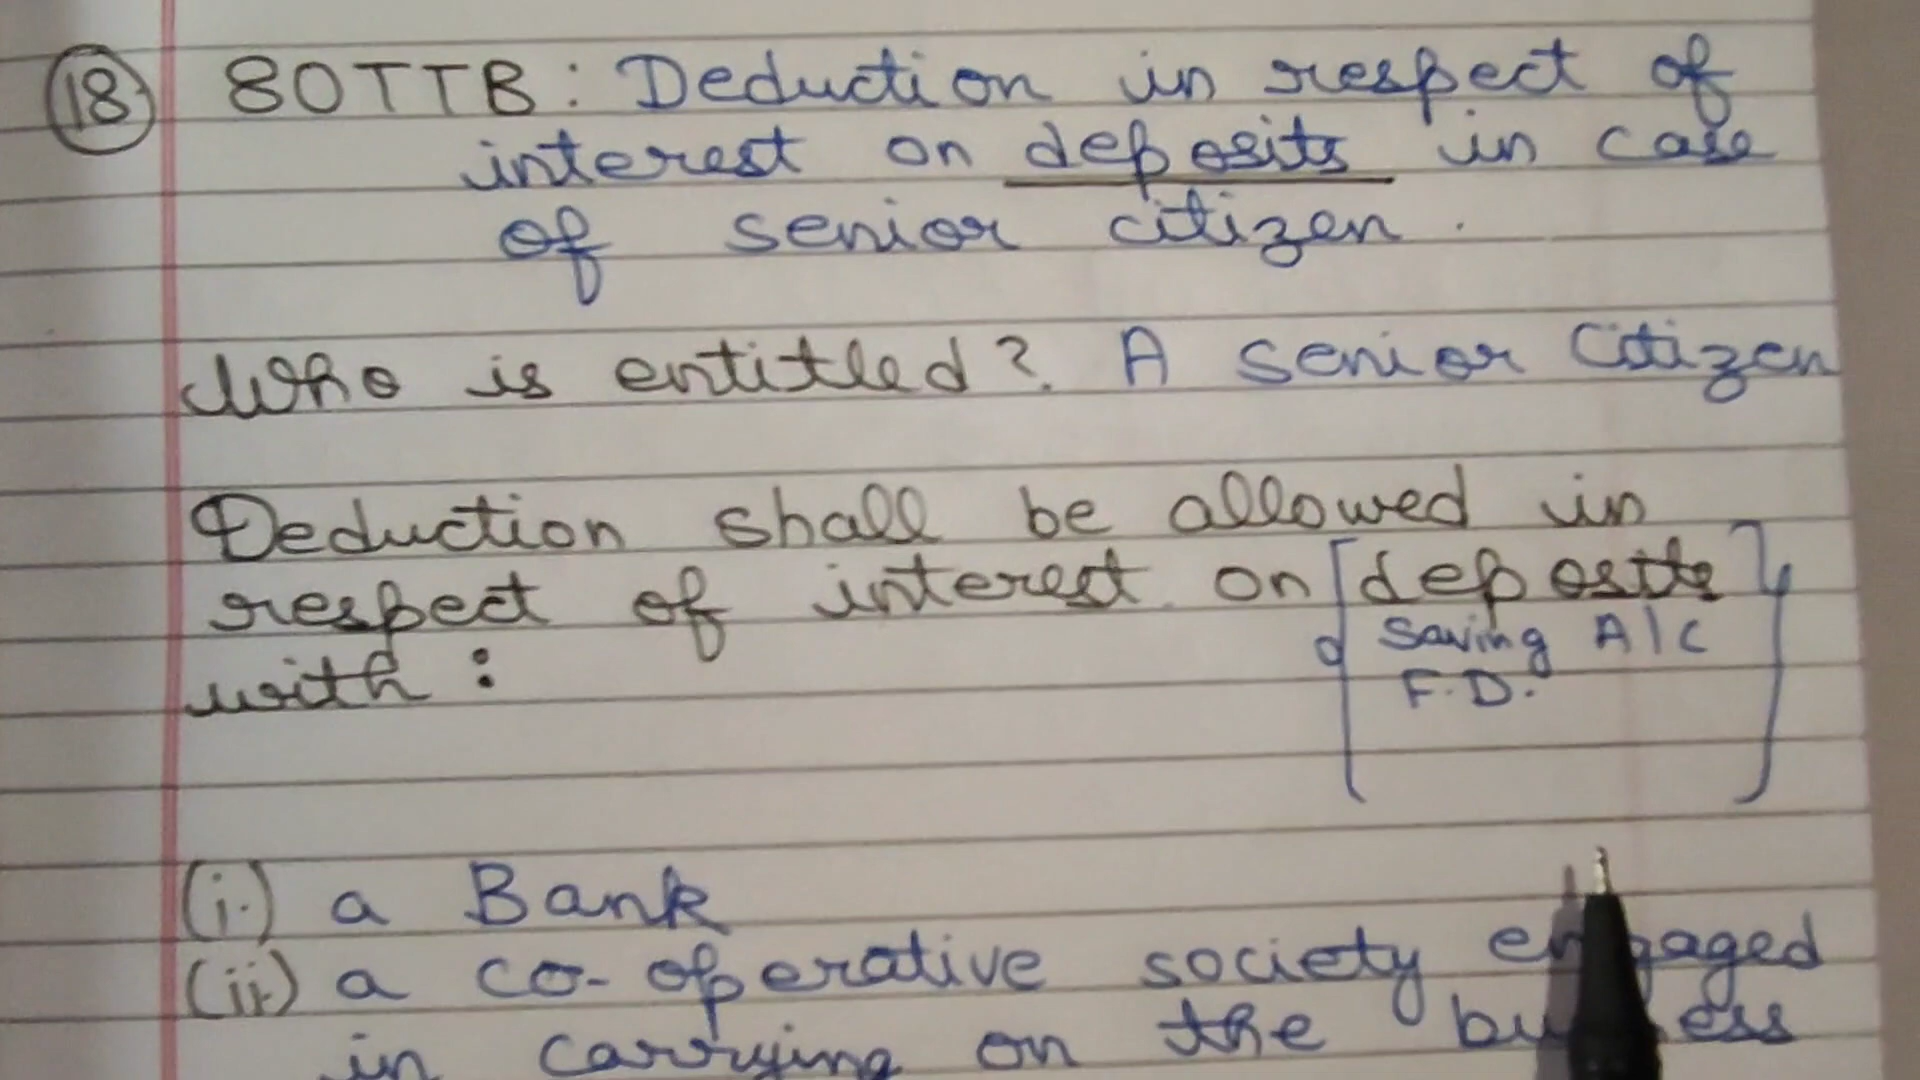 18 80TTB: Deduction in respect of
interest on deposits in case
of senior citizen.
Who is entitled? A senior Citizen
Deduction shall be allowed in
respect of interest on [deposits]
with:
Saving A/C
F.D.
(i.) a Bank
(ii) a co-operative society engaged
in carrying on the